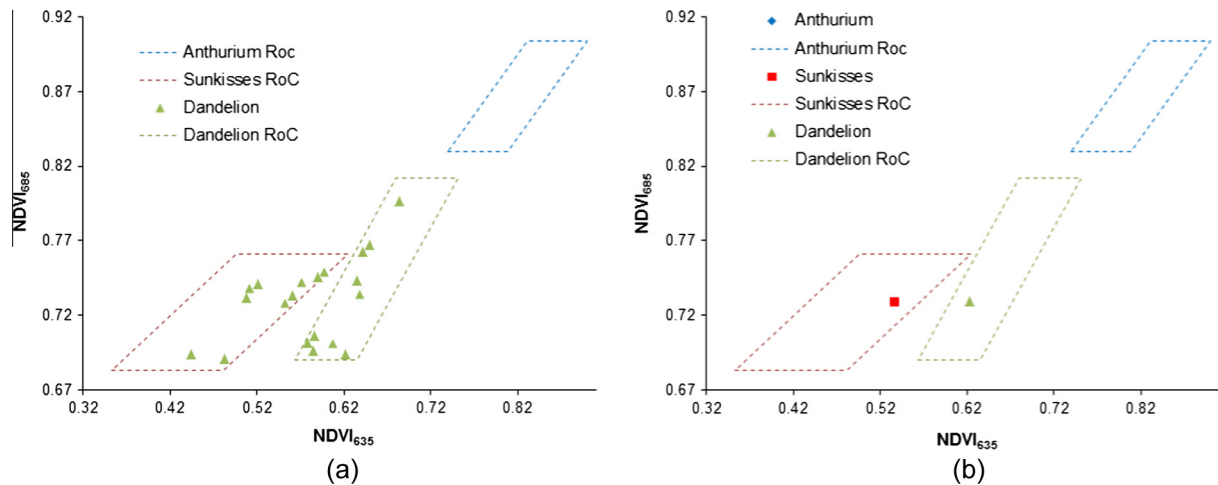 0.92
0.87
0.82
0.77
0.72
0.67
NDVI685
Anthurium Roc
Sunkisses RoC
Dandelion
Dandelion RoC
0.32 0.42 0.52 0.62 0.72 0.82
NDVI635
(a)
0.92
0.87
0.82
0.77
0.72
0.67
NDVI685
Anthurium
Anthurium Roc
Sunkisses
Sunkisses RoC
Dandelion
Dandelion RoC
0.32 0.42 0.52 0.62 0.72 0.82
NDVI635
(b)